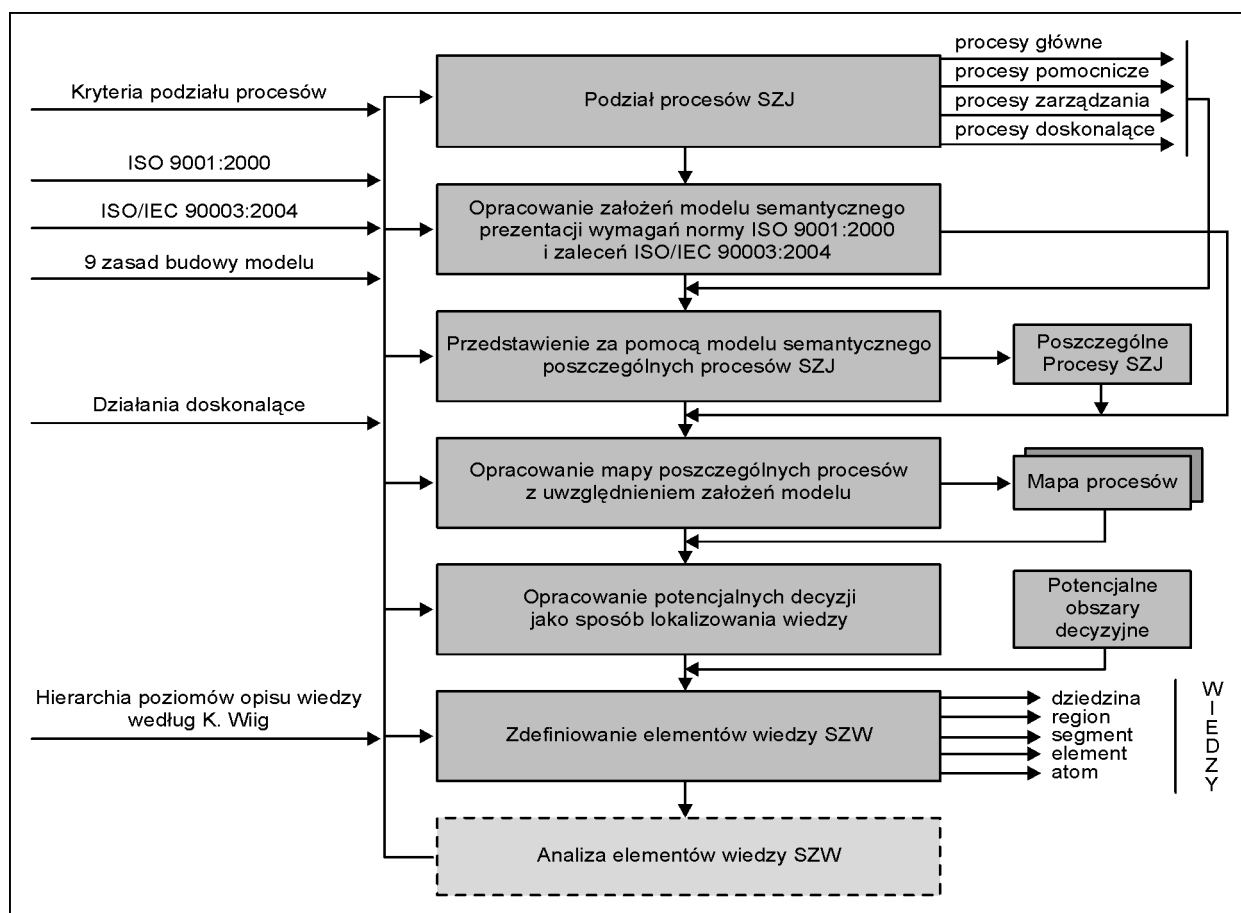 procesy główne
Kryteria podziału procesów
Podział procesów SZJ
procesy pomocnicze
procesy zarządzania
procesy doskonalące
ISO 9001:2000
ISO/IEC 90003:2004
9 zasad budowy modelu
Opracowanie założeń modelu semantycznego
prezentacji wymagań normy ISO 9001:2000
i zaleceń ISO/IEC 90003:2004
Przedstawienie za pomocą modelu semantycznego
poszczególnych procesów SZJ
Poszczególne
Procesy SZJ
Działania doskonalące
Opracowanie mapy poszczególnych procesów
z uwzględnieniem założeń modelu
Mapa procesów
Opracowanie potencjalnych decyzji
jako sposób lokalizowania wiedzy
Potencjalne
obszary
decyzyjne
Hierarchia poziomów opisu wiedzy
według K. Wiig
Zdefiniowanie elementów wiedzy SZW
dziedzina
region
segment
element
atom
WIEDZY
Analiza elementów wiedzy SZW